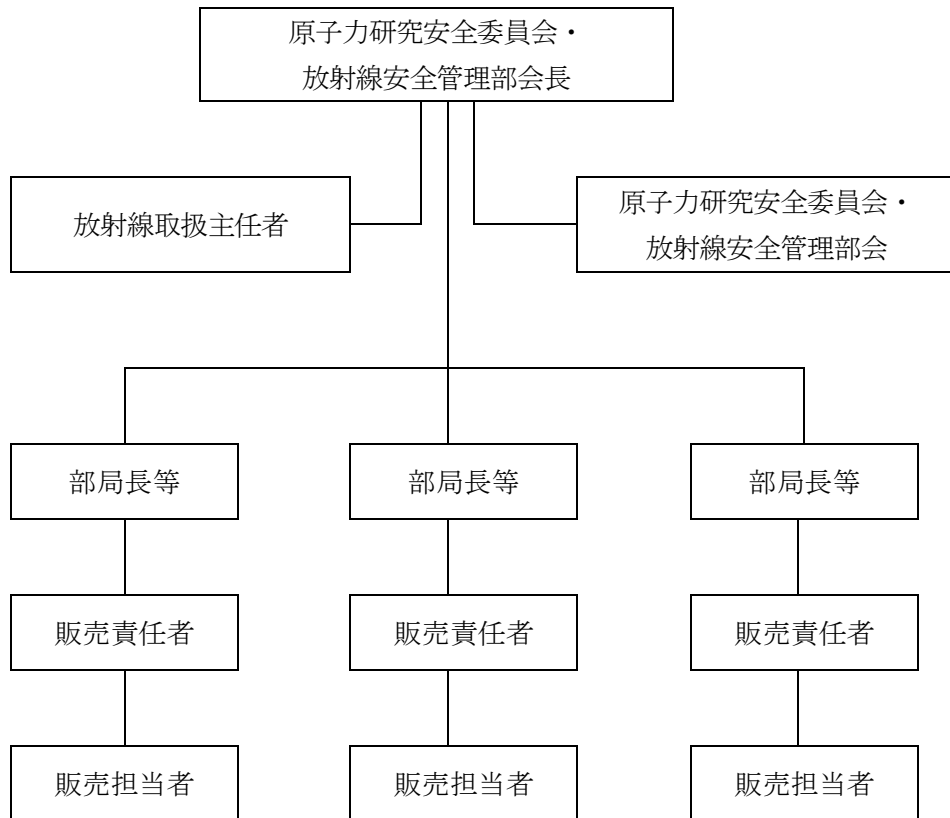 原子力研究安全委員会・
放射線安全管理部会長
放射線取扱主任者
原子力研究安全委員会・
放射線安全管理部会
部局長等
部局長等
部局長等
販売責任者
販売責任者
販売責任者
販売担当者
販売担当者
販売担当者